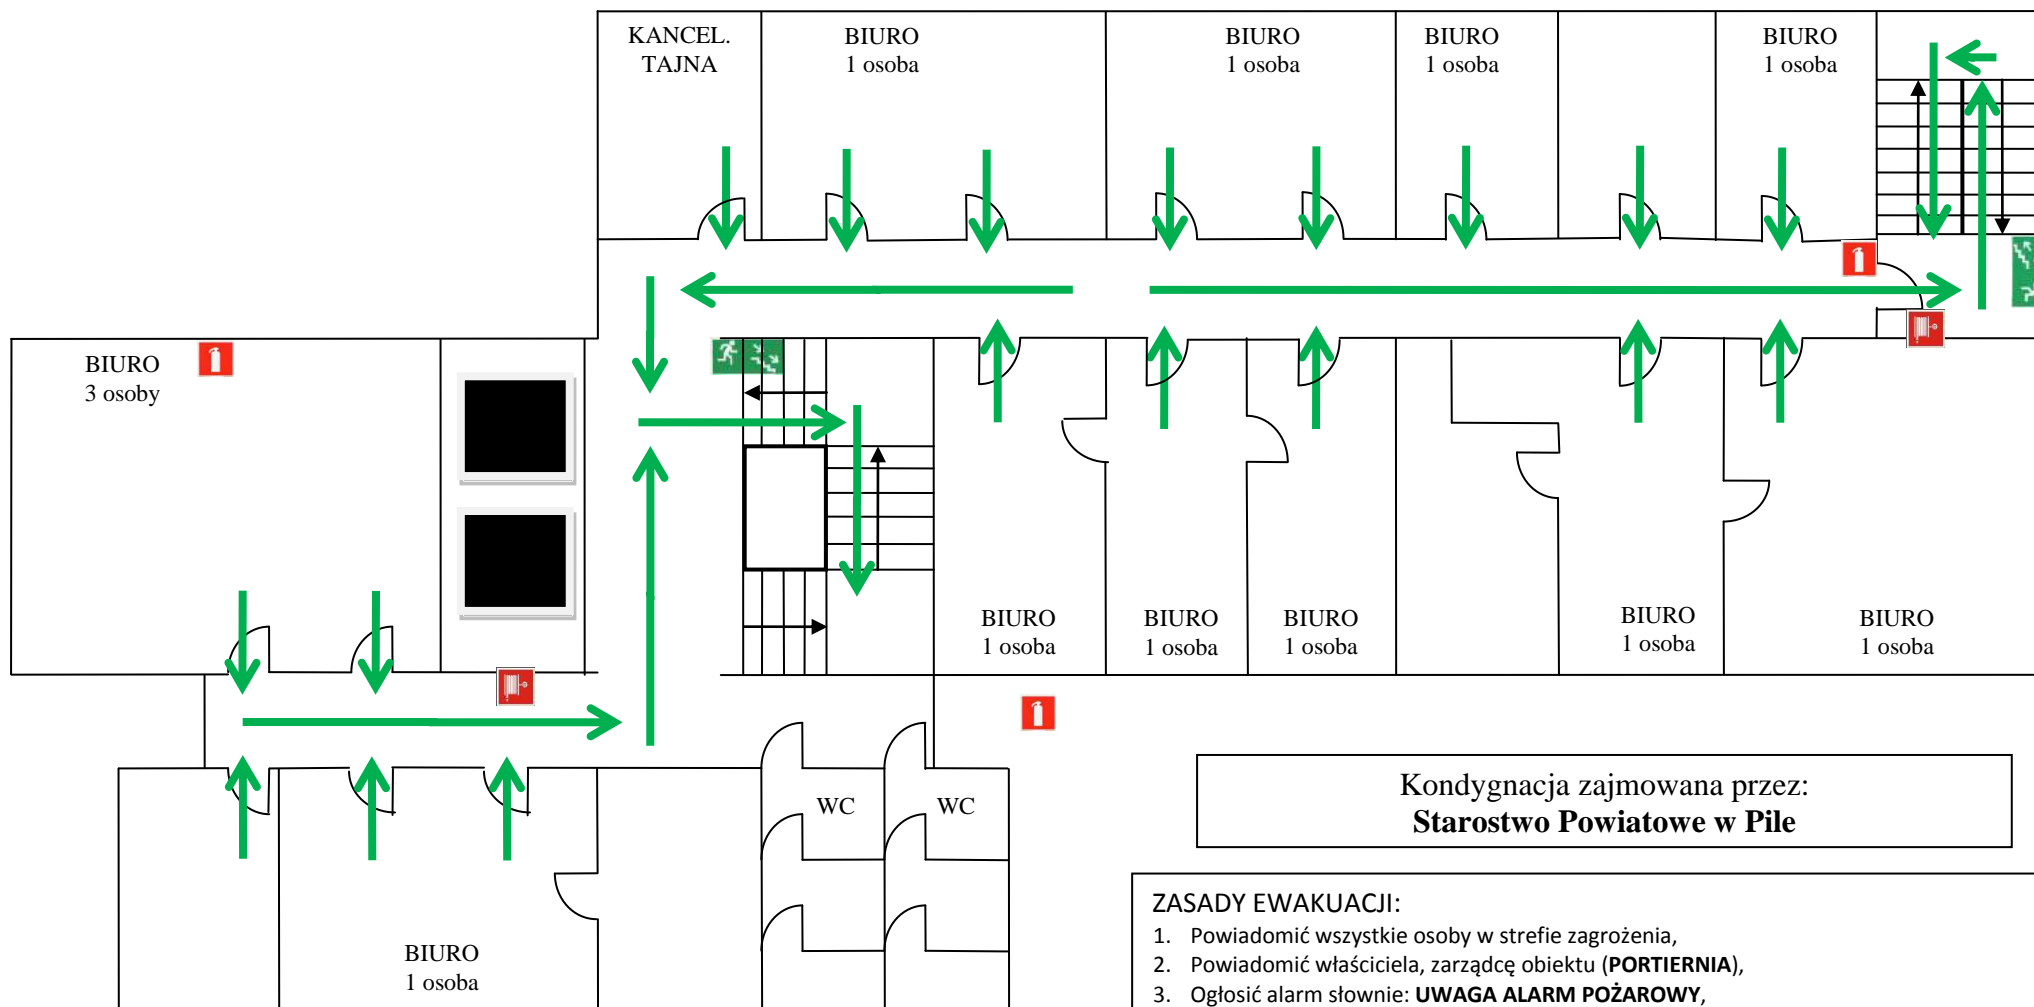 KANCEL.
TAJNA
BIURO
1 osoba
BIURO
1 osoba
BIURO
1 osoba
BIURO
1 osoba
BIURO
3 osoby
BIURO
1 osoba
BIURO
1 osoba
BIURO
1 osoba
BIURO
1 osoba
BIURO
1 osoba
WC
WC
BIURO
1 osoba
Kondygnacja zajmowana przez:
Starostwo Powiatowe w Pile
ZASADY EWAKUACJI:
1. Powiadomić wszystkie osoby w strefie zagrożenia,
2. Powiadomić właściciela, zarządcę obiektu (PORTIERNIA),
3. Ogłosić alarm słownie: UWAGA ALARM POŻAROWY,